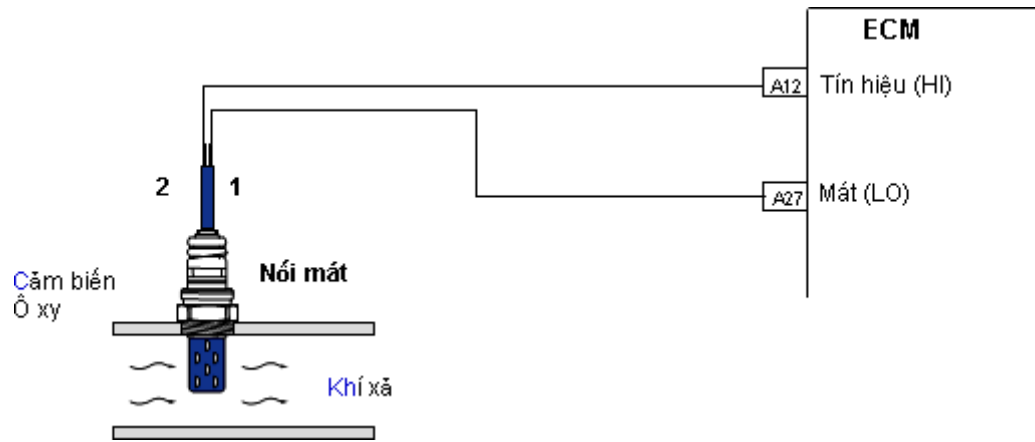 ECM
A12 Tín hiệu (HI)
2 1
A27 Mát (LO)
Nối mát
Cảm biến
Ô xy
Khí xả